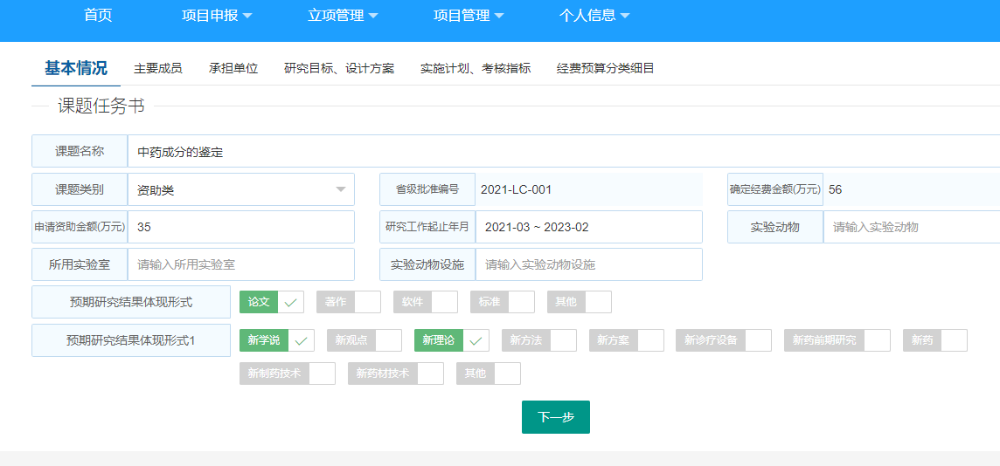 首页 项目申报 立项管理 项目管理 个人信息
基本情况 主要成员 承担单位 研究目标、设计方案 实施计划、考核指标 经费预算分类细目
课题任务书
课题名称 中药成分的鉴定
课题类别 资助类 省级批准编号 2021-LC-001 确定经费金额(万元) 56
申请资助金额(万元) 35 研究工作起止年月 2021-03 ~ 2023-02 实验动物 请输入实验动物
所用实验室 请输入所用实验室 实验动物设施 请输入实验动物设施
预期研究结果体现形式 论文 著作 软件 标准 其他
预期研究结果体现形式1 新学说 新观点 新理论 新方法 新方案 新诊疗设备 新药前期研究 新药
新制药技术 新药材技术 其他
下一步